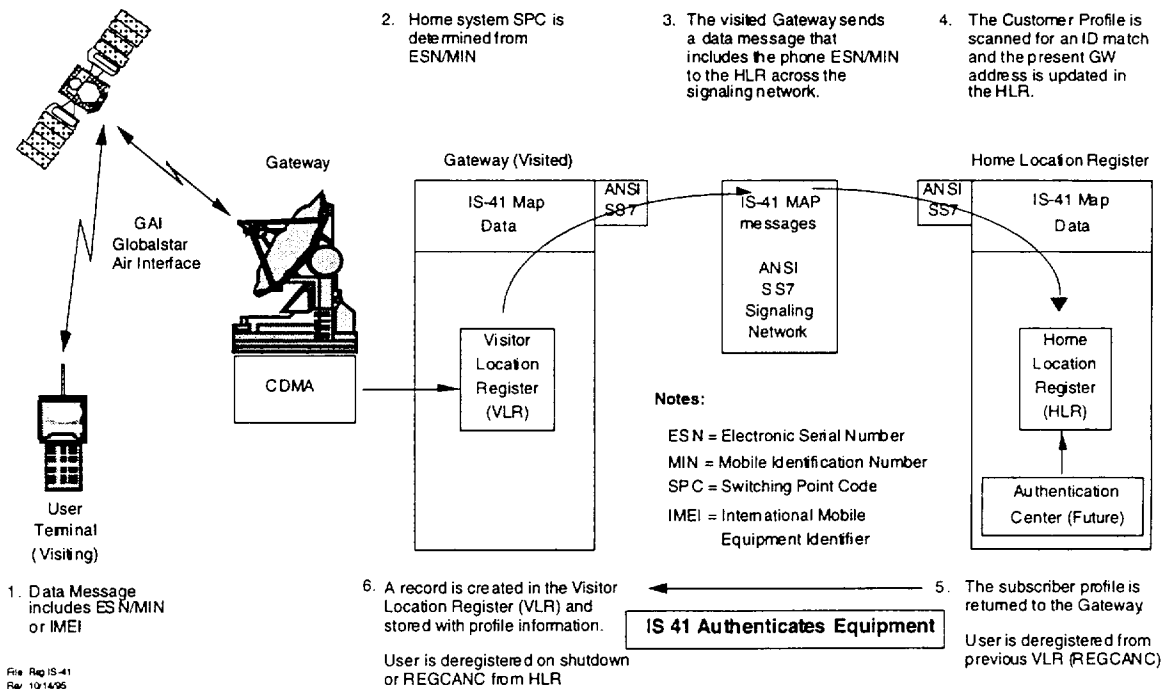 2. Home system SPC is
determined from
ESN/MIN
3. The visited Gateway sends
a data message that
includes the phone ESN/MIN
to the HLR across the
signaling network.
4. The Customer Profile is
scanned for an ID match
and the present GW
address is updated in
the HLR.
Gateway
GAI
Globalstar
Air Interface
CDMA
User
Terminal
(Visiting)
1. Data Message
includes ESN/MIN
or IMEI
Gateway (Visited)
IS-41 Map
Data
ANSI
SS7
Visitor
Location
Register
(VLR)
IS-41 MAP
messages
ANSI
SS7
Signaling
Network
Home Location Register
ANSI
SS7
IS-41 Map
Data
Home
Location
Register
(HLR)
Authentication
Center (Future)
Notes:
ESN = Electronic Serial Number
MIN = Mobile Identification Number
SPC = Switching Point Code
IMEI = International Mobile
Equipment Identifier
5. The subscriber profile is
returned to the Gateway
User is deregistered from
previous VLR (REGCANC)
6. A record is created in the Visitor
Location Register (VLR) and
stored with profile information.
User is deregistered on shutdown
or REGCANC from HLR
IS 41 Authenticates Equipment
File Reg IS-41
Rev 10/14/95